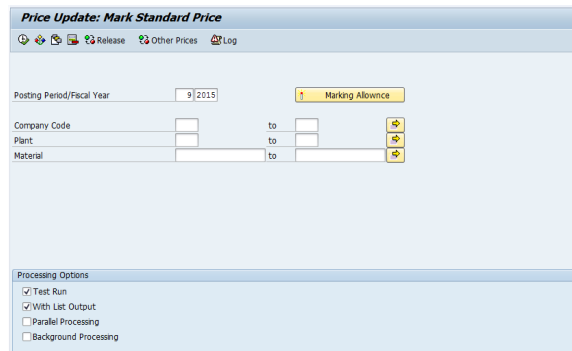 Price Update: Mark Standard Price
Release Other Prices Log
Posting Period/Fiscal Year 9 2015 Marking Allownce
Company Code to
Plant to
Material to
Processing Options
Test Run
With List Output
Parallel Processing
Background Processing